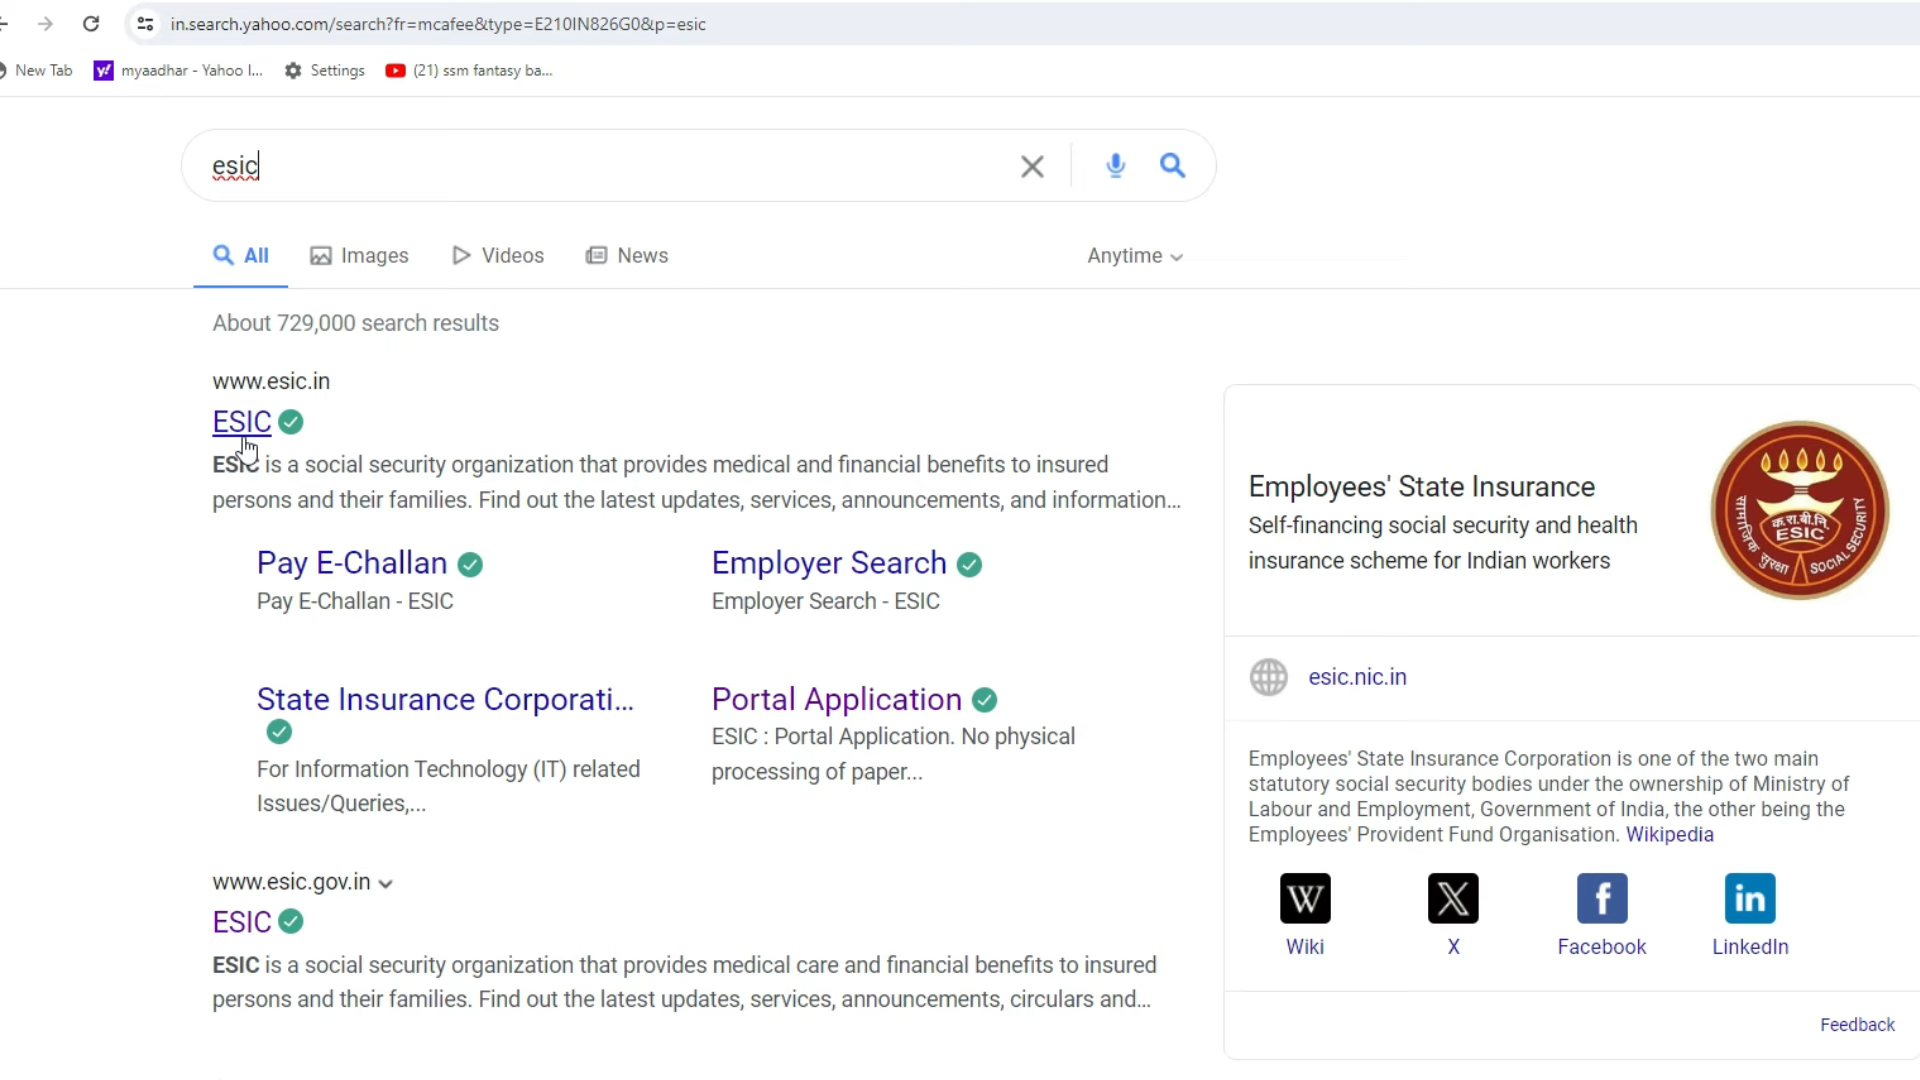 in.search.yahoo.com/search?fr=mcafee&type=E210IN826G0&p=esic
New Tab
myaadhar - Yahoo I...
Settings
(21) ssm fantasy ba...
esic
All
Images
Videos
News
Anytime
About 729,000 search results
www.esic.in
ESIC
ESIC is a social security organization that provides medical and financial benefits to insured
persons and their families. Find out the latest updates, services, announcements, and information...
Pay E-Challan
Pay E-Challan - ESIC
Employer Search
Employer Search - ESIC
State Insurance Corporati...
For Information Technology (IT) related
Issues/Queries,...
Portal Application
ESIC : Portal Application. No physical
processing of paper...
www.esic.gov.in
ESIC
ESIC is a social security organization that provides medical care and financial benefits to insured
persons and their families. Find out the latest updates, services, announcements, circulars and...
Employees' State Insurance
Self-financing social security and health
insurance scheme for Indian workers
क.रा.बी.नि.
ESIC
सामाजिक सुरक्षा
SOCIAL SECURITY
esic.nic.in
Employees' State Insurance Corporation is one of the two main
statutory social security bodies under the ownership of Ministry of
Labour and Employment, Government of India, the other being the
Employees' Provident Fund Organisation. Wikipedia
Wiki
X
Facebook
LinkedIn
Feedback